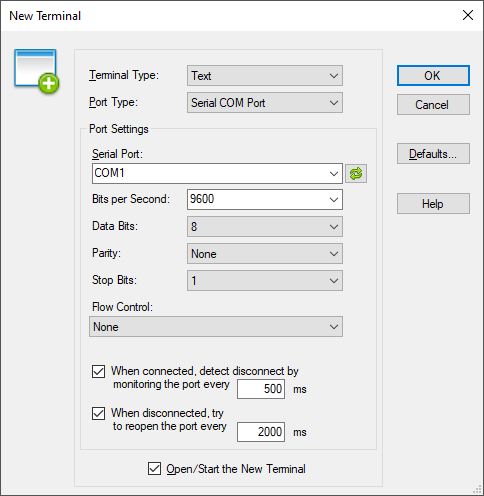 New Terminal
Terminal Type: Text
OK
Port Type: Serial COM Port
Cancel
Port Settings
Serial Port:
COM1
Defaults...
Bits per Second: 9600
Help
Data Bits: 8
Parity: None
Stop Bits: 1
Flow Control:
None
When connected, detect disconnect by
monitoring the port every 500 ms
When disconnected, try
to reopen the port every 2000 ms
Open/Start the New Terminal